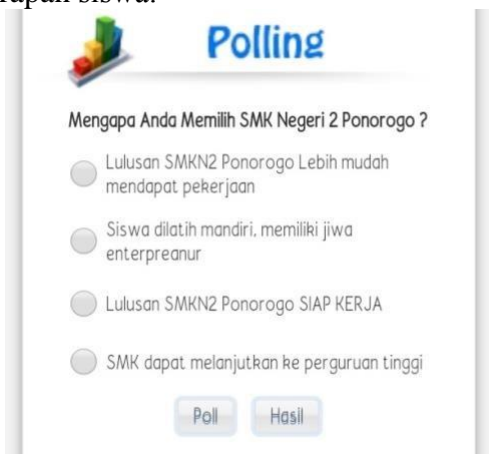 Polling
Mengapa Anda Memilih SMK Negeri 2 Ponorogo ?
Lulusan SMKN2 Ponorogo Lebih mudah
mendapat pekerjaan
Siswa dilatih mandiri, memiliki jiwa
enterpreanur
Lulusan SMKN2 Ponorogo SIAP KERJA
SMK dapat melanjutkan ke perguruan tinggi
Poll Hasil